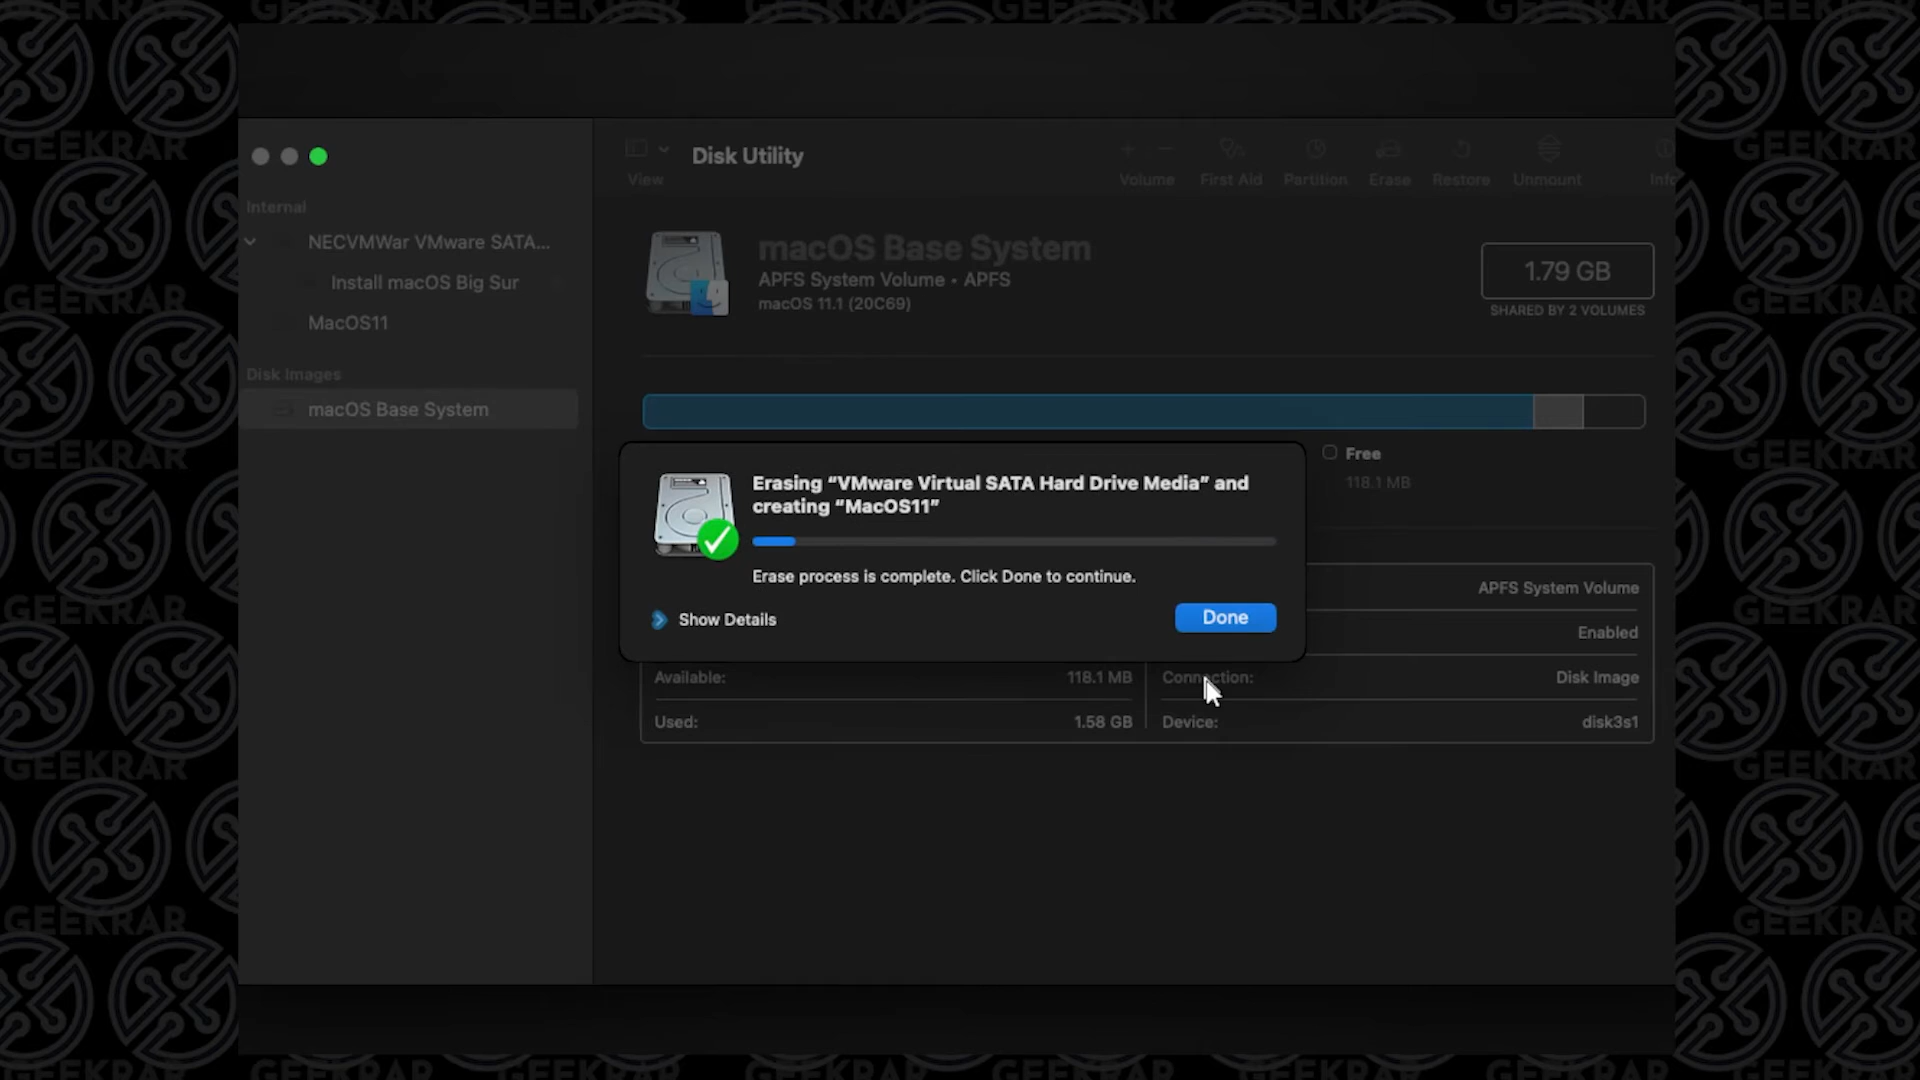 Disk Utility
View
Volume
First Aid
Partition
Erase
Restore
Unmount
Info
Internal
NECVMWar VMware SATA...
Install macOS Big Sur
MacOS11
Disk Images
macOS Base System
macOS Base System
APFS System Volume • APFS
macOS 11.1 (20C69)
1.79 GB
SHARED BY 2 VOLUMES
Free
118.1 MB
Erasing “VMware Virtual SATA Hard Drive Media” and
creating “MacOS11”
Erase process is complete. Click Done to continue.
Show Details
Done
APFS System Volume
Enabled
Available:
118.1 MB
Connection:
Disk Image
Used:
1.58 GB
Device:
disk3s1
GEEKRAR